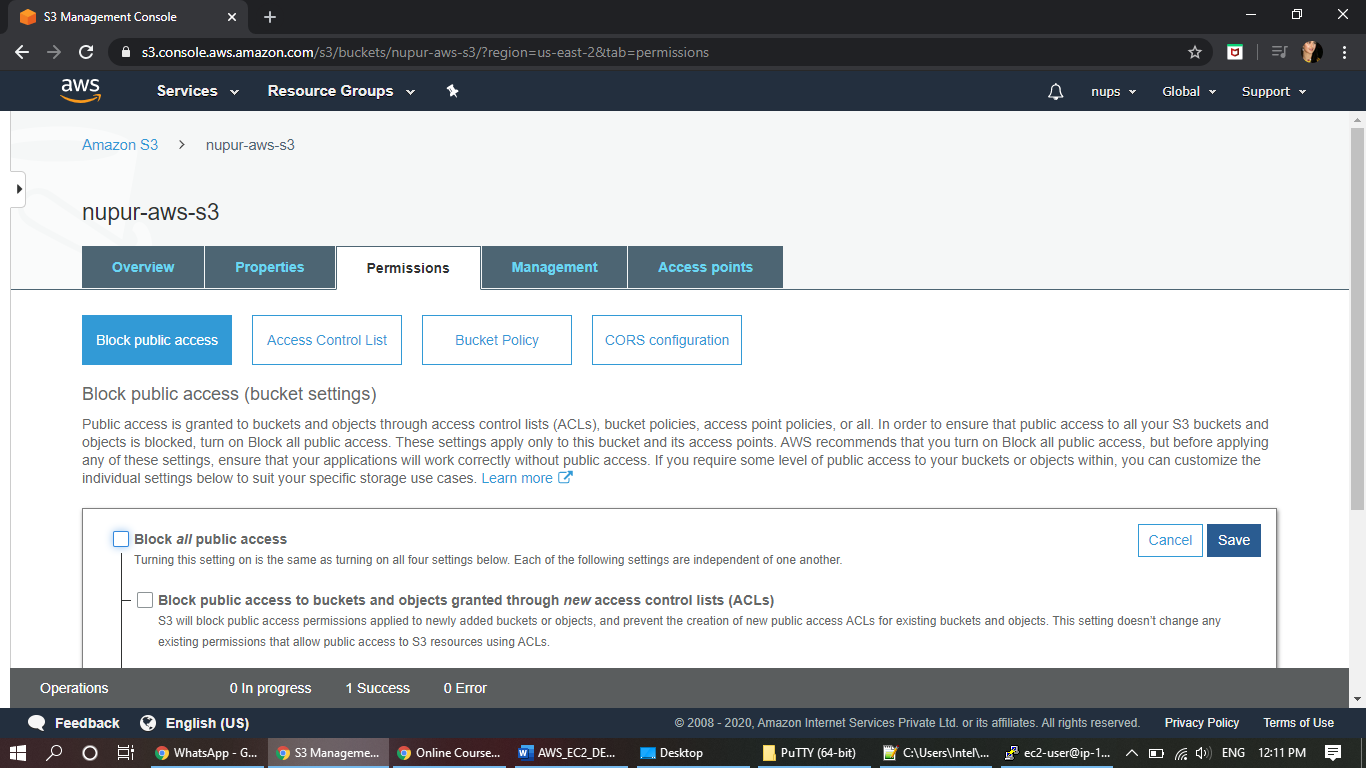 S3 Management Console
s3.console.aws.amazon.com/s3/buckets/nupur-aws-s3/?region=us-east-2&tab=permissions
aws Services Resource Groups nups Global Support
Amazon S3 > nupur-aws-s3
nupur-aws-s3
Overview Properties Permissions Management Access points
Block public access Access Control List Bucket Policy CORS configuration
Block public access (bucket settings)
Public access is granted to buckets and objects through access control lists (ACLs), bucket policies, access point policies, or all. In order to ensure that public access to all your S3 buckets and
objects is blocked, turn on Block all public access. These settings apply only to this bucket and its access points. AWS recommends that you turn on Block all public access, but before applying
any of these settings, ensure that your applications will work correctly without public access. If you require some level of public access to your buckets or objects within, you can customize the
individual settings below to suit your specific storage use cases. Learn more
Block all public access Cancel Save
Turning this setting on is the same as turning on all four settings below. Each of the following settings are independent of one another.
Block public access to buckets and objects granted through new access control lists (ACLs)
S3 will block public access permissions applied to newly added buckets or objects, and prevent the creation of new public access ACLs for existing buckets and objects. This setting doesn't change any
existing permissions that allow public access to S3 resources using ACLs.
Operations 0 In progress 1 Success 0 Error
Feedback English (US) © 2008 - 2020, Amazon Internet Services Private Ltd. or its affiliates. All rights reserved. Privacy Policy Terms of Use
WhatsApp - G... S3 Manageme... Online Course... AWS_EC2_DE... Desktop PuTTY (64-bit) C:\Users\Intel\... ec2-user@ip-1... ENG 12:11 PM